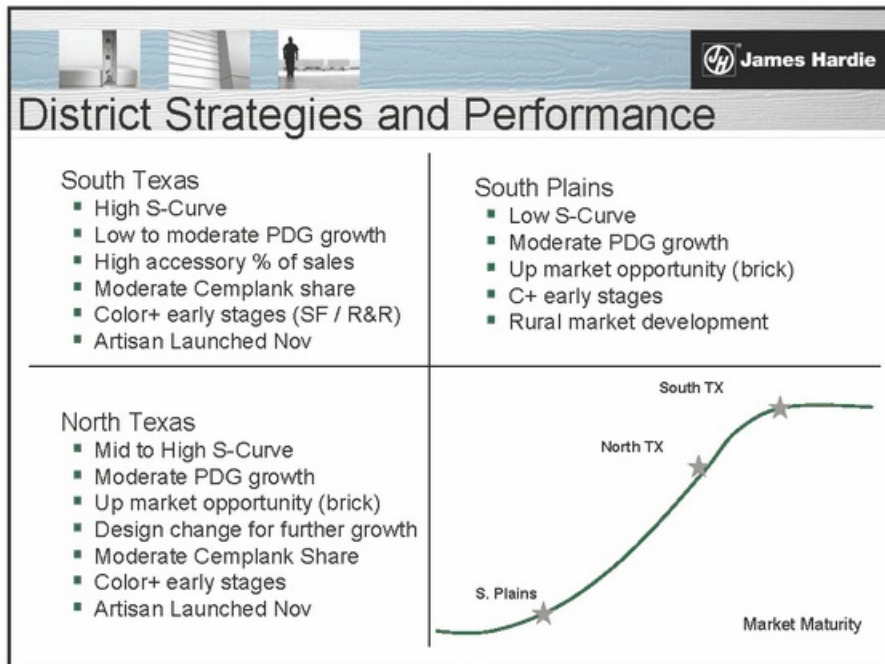 James Hardie
District Strategies and Performance
South Texas
High S-Curve
Low to moderate PDG growth
High accessory % of sales
Moderate Cemplank share
Color+ early stages (SF / R&R)
Artisan Launched Nov
South Plains
Low S-Curve
Moderate PDG growth
Up market opportunity (brick)
C+ early stages
Rural market development
North Texas
Mid to High S-Curve
Moderate PDG growth
Up market opportunity (brick)
Design change for further growth
Moderate Cemplank Share
Color+ early stages
Artisan Launched Nov
South TX
North TX
S. Plains
Market Maturity